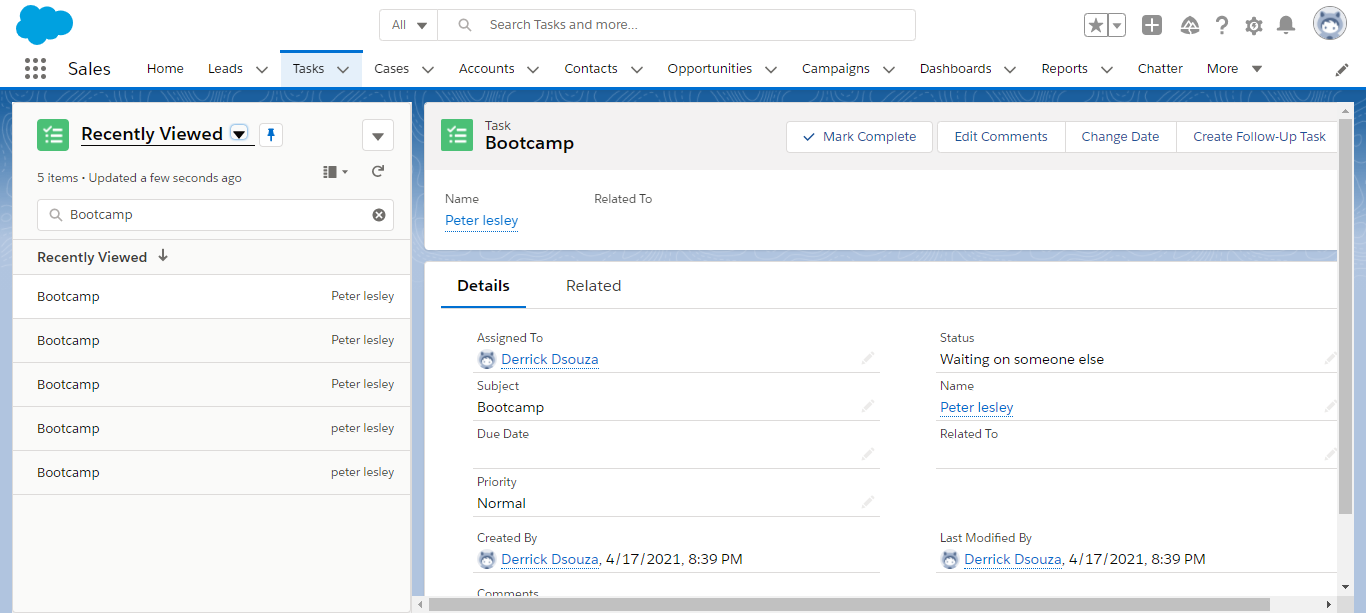 All
Search Tasks and more...
Sales
Home
Leads
Tasks
Cases
Accounts
Contacts
Opportunities
Campaigns
Dashboards
Reports
Chatter
More
Recently Viewed
5 items • Updated a few seconds ago
Bootcamp
Recently Viewed
Bootcamp Peter lesley
Bootcamp Peter lesley
Bootcamp Peter lesley
Bootcamp peter lesley
Bootcamp peter lesley
Task
Bootcamp
Mark Complete
Edit Comments
Change Date
Create Follow-Up Task
Name Related To
Peter lesley
Details Related
Assigned To Status
Derrick Dsouza Waiting on someone else
Subject Name
Bootcamp Peter lesley
Due Date Related To
Priority
Normal
Created By Last Modified By
Derrick Dsouza, 4/17/2021, 8:39 PM Derrick Dsouza, 4/17/2021, 8:39 PM
Comments